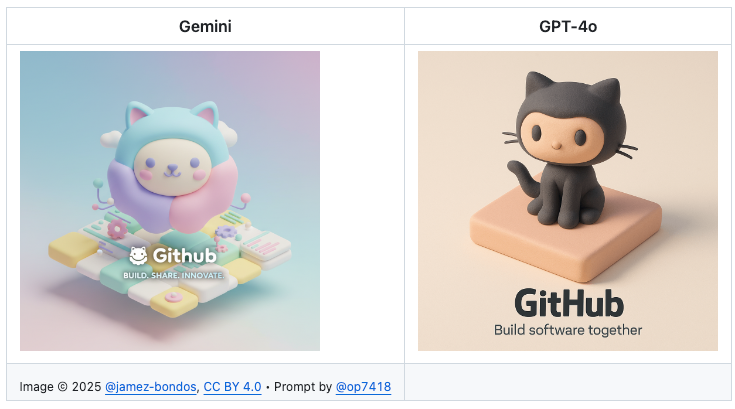 Gemini
GPT-4o
Github
BUILD. SHARE. INNOVATE.
GitHub
Build software together
Image © 2025 @jamez-bondos, CC BY 4.0 • Prompt by @op7418